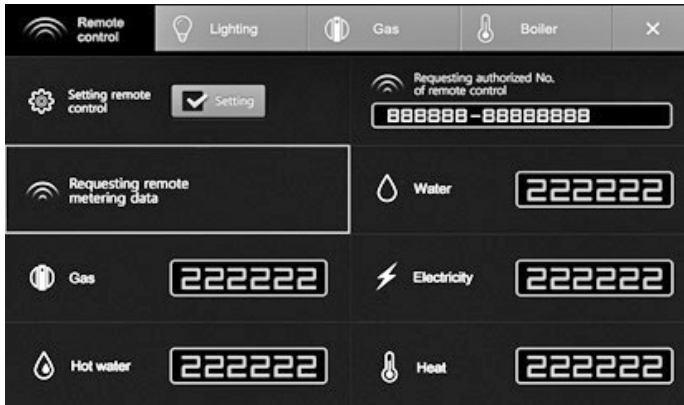 Remote
control
Lighting
Gas
Boiler
Setting remote
control
Setting
Requesting authorized No.
of remote control
888888-88888888
Requesting remote
metering data
Water
222222
Gas
222222
Electricity
222222
Hot water
222222
Heat
222222